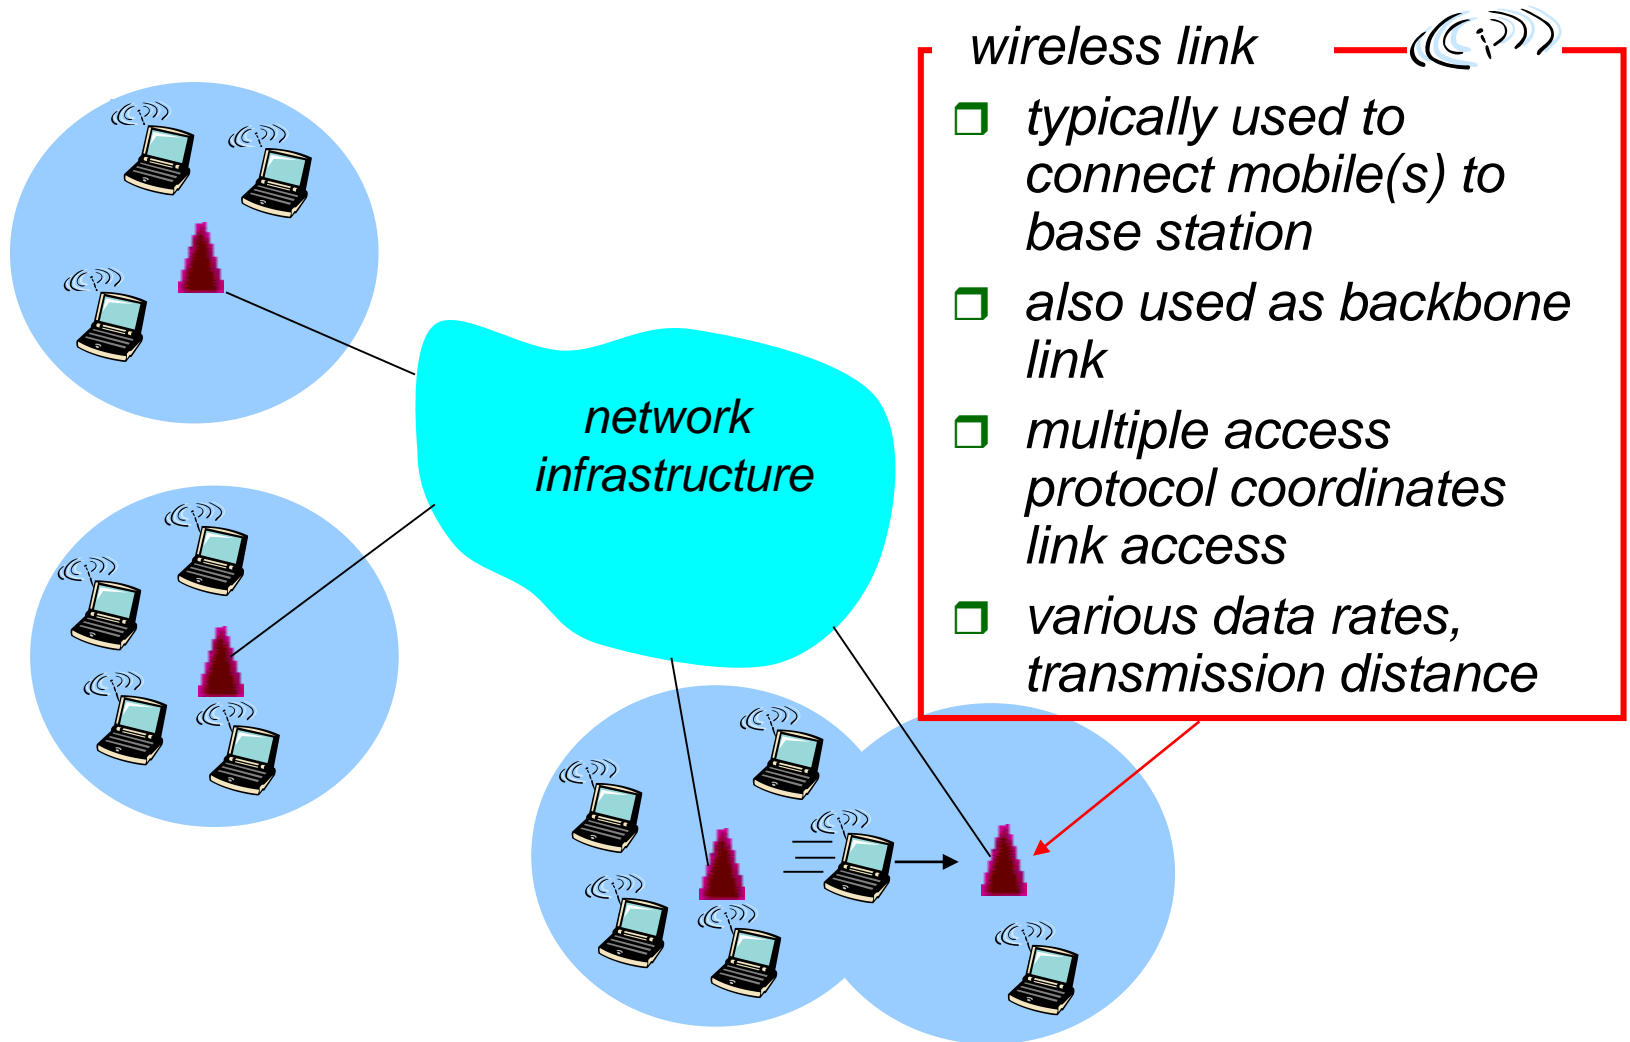 wireless link
typically used to
connect mobile(s) to
base station
also used as backbone
link
multiple access
protocol coordinates
link access
various data rates,
transmission distance
network
infrastructure